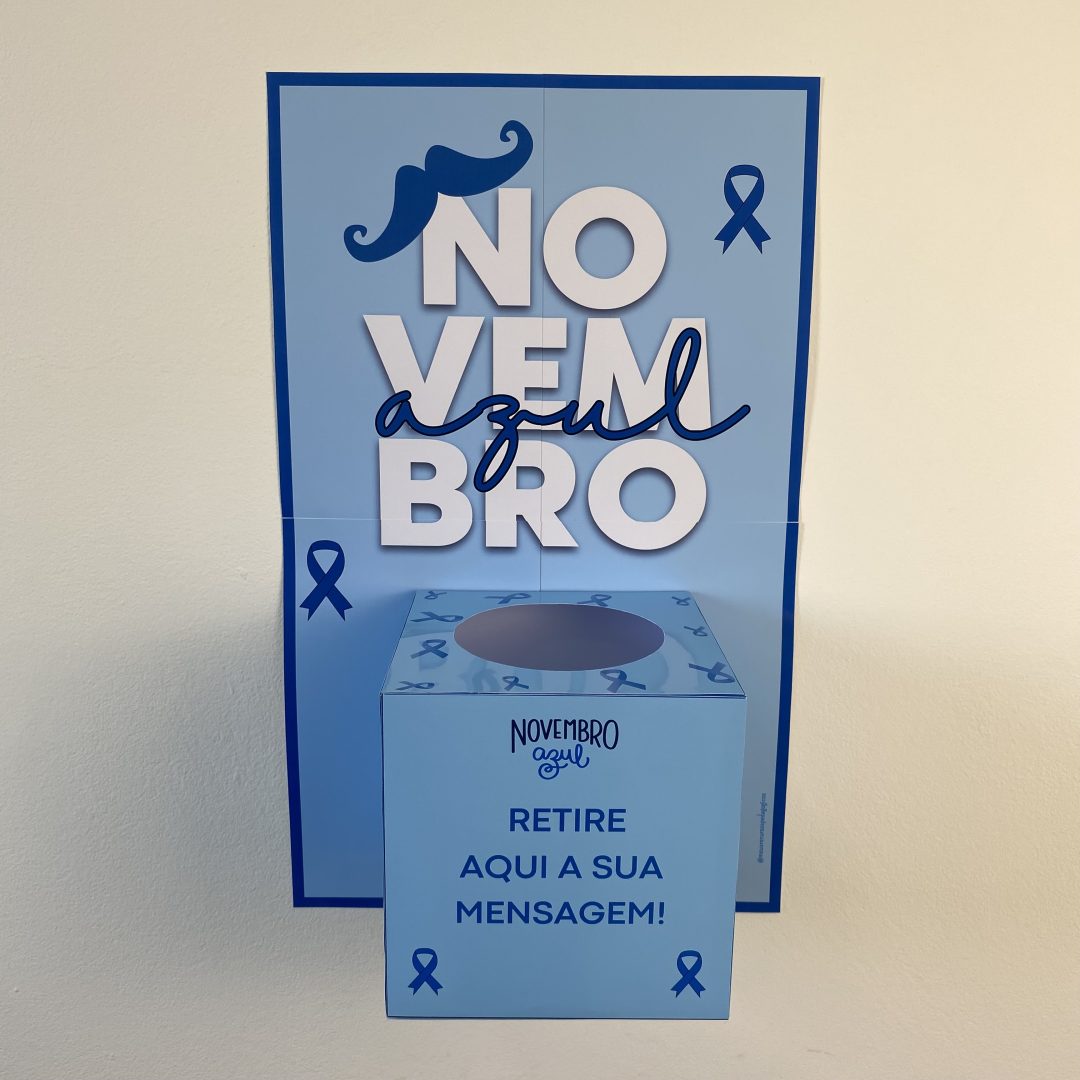 NO
VEM
azul
BRO
NOVEMBRO
azul
RETIRE
AQUI A SUA
MENSAGEM!